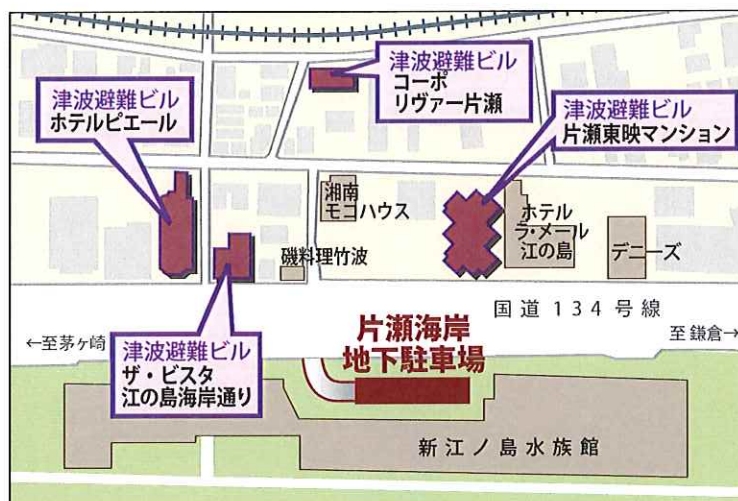 津波避難ビル
コーポ
リヴァー片瀬
津波避難ビル
ホテルピエール
津波避難ビル
片瀬東映マンション
湘南
モコハウス
ホテル
ラ・メール
江の島
デニーズ
磯料理竹波
国道134号線
←至茅ヶ崎
至鎌倉→
片瀬海岸
地下駐車場
津波避難ビル
ザ・ビスタ
江の島海岸通り
新江ノ島水族館